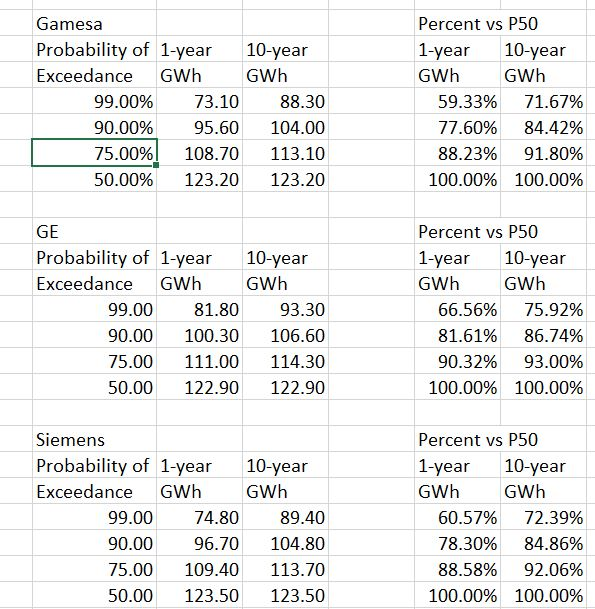 Gamesa Percent vs P50
Probability of 1-year 10-year 1-year 10-year
Exceedance GWh GWh GWh GWh
99.00% 73.10 88.30 59.33% 71.67%
90.00% 95.60 104.00 77.60% 84.42%
75.00% 108.70 113.10 88.23% 91.80%
50.00% 123.20 123.20 100.00% 100.00%
GE Percent vs P50
Probability of 1-year 10-year 1-year 10-year
Exceedance GWh GWh GWh GWh
99.00 81.80 93.30 66.56% 75.92%
90.00 100.30 106.60 81.61% 86.74%
75.00 111.00 114.30 90.32% 93.00%
50.00 122.90 122.90 100.00% 100.00%
Siemens Percent vs P50
Probability of 1-year 10-year 1-year 10-year
Exceedance GWh GWh GWh GWh
99.00 74.80 89.40 60.57% 72.39%
90.00 96.70 104.80 78.30% 84.86%
75.00 109.40 113.70 88.58% 92.06%
50.00 123.50 123.50 100.00% 100.00%